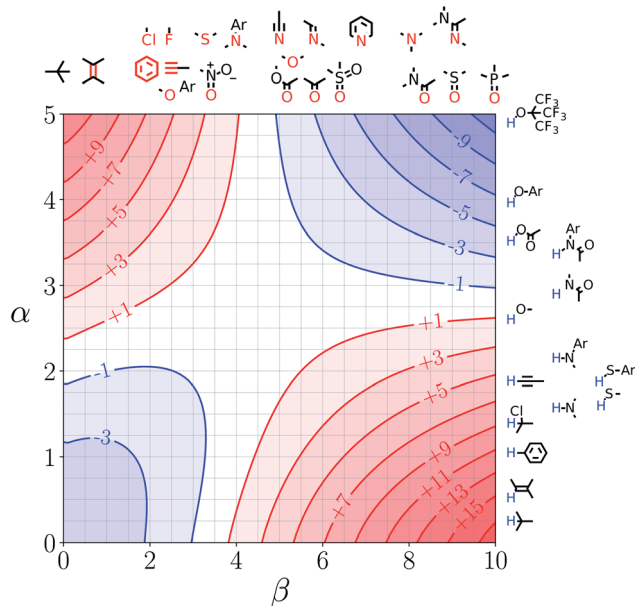 Ar N
Cl F S N N N N N N
O
N+ O− O S O N S P
O Ar O O O O O O O
5 +9 -9 H O CF3
CF3
CF3
+7 -7
4 +5 -5 H O-Ar
+3 -3 H O O Ar H N O
3 +1 -1 H N O
α H O-
+1
2 -1 +3 H-N Ar
+5 H H S-Ar
H S-
Cl H-N
H
1 -3 +9 H
+11
+7 +13 H
+15
0 H
0 2 4 6 8 10
β